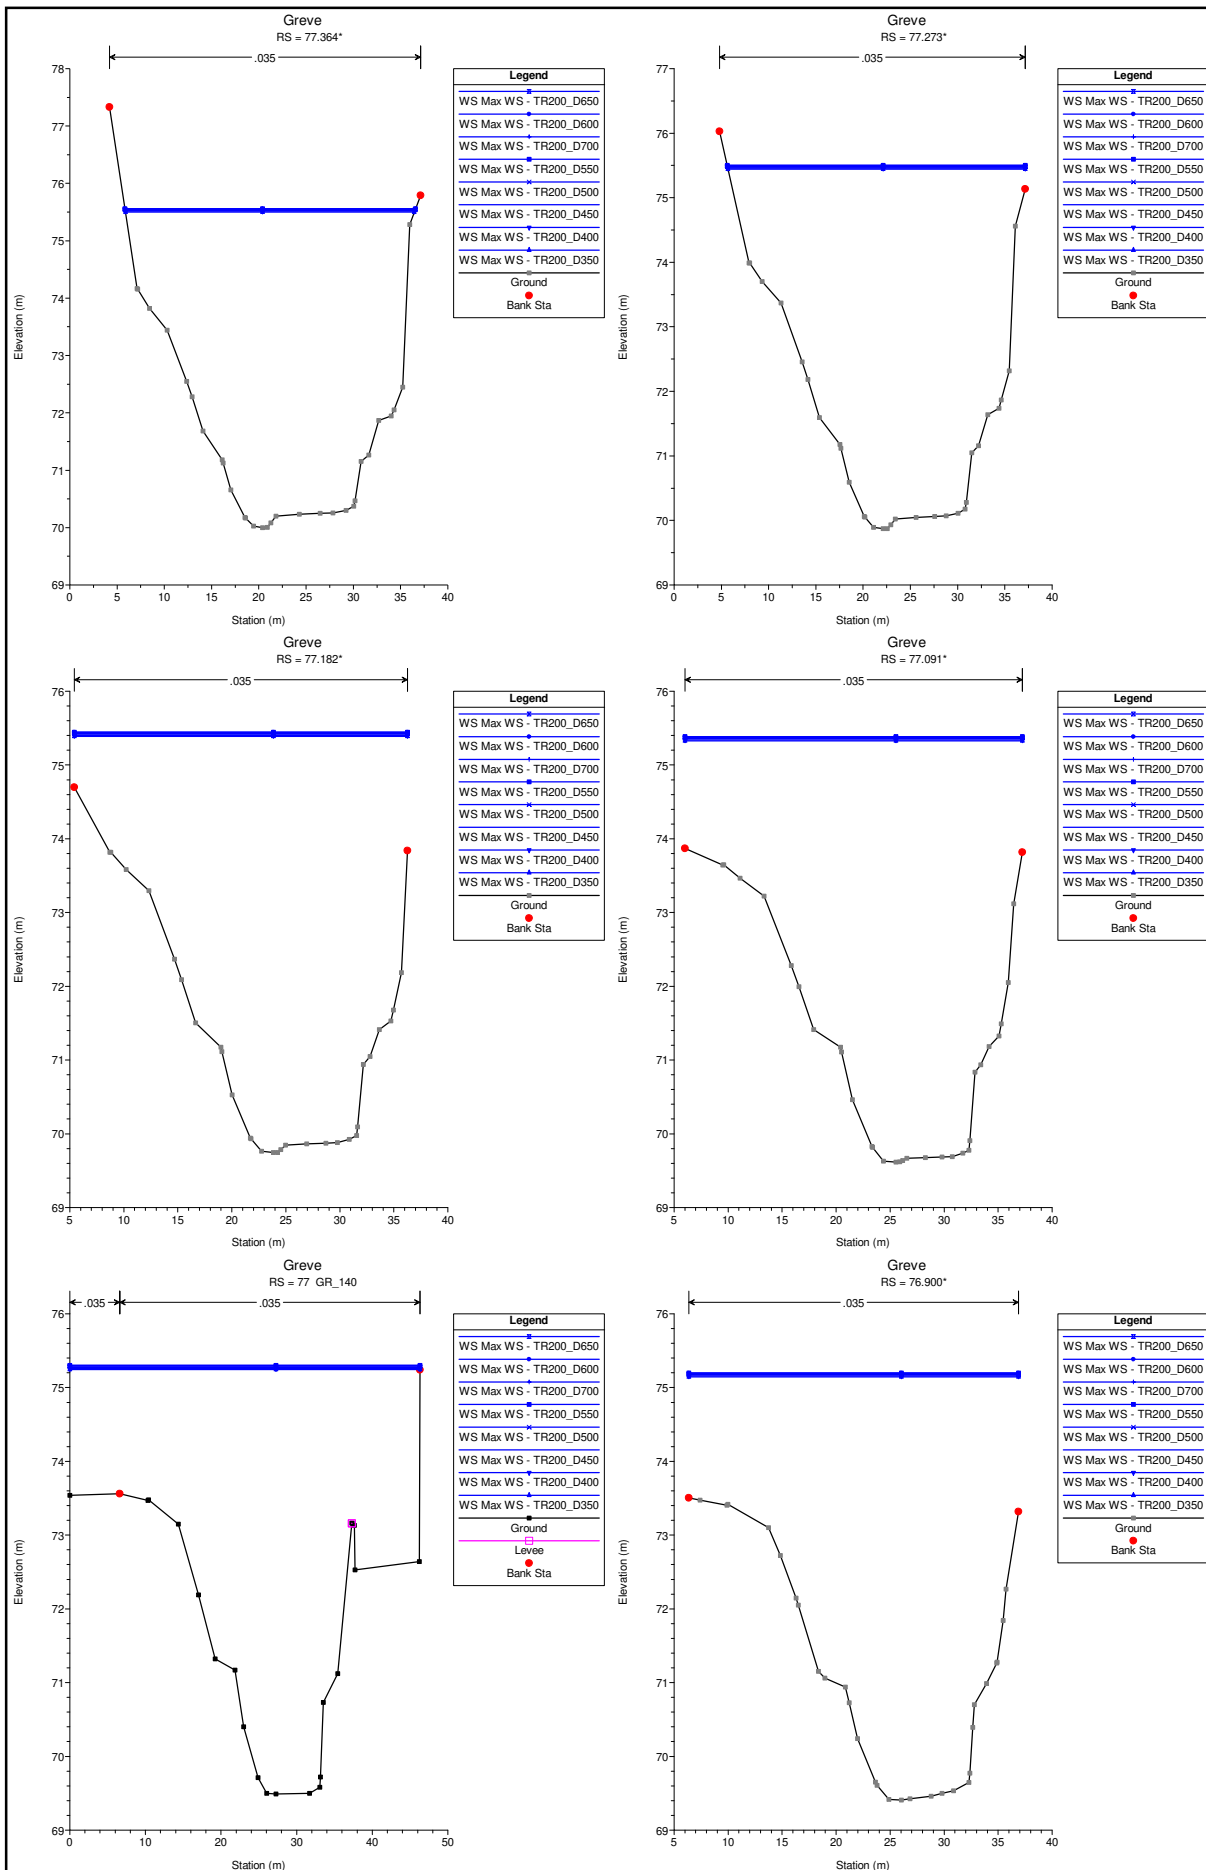 Greve
RS = 77.364*
.035
78
77
76
75
74
73
72
71
70
69
0 5 10 15 20 25 30 35 40
Elevation (m)
Station (m)
Legend
WS Max WS - TR200_D650
WS Max WS - TR200_D600
WS Max WS - TR200_D700
WS Max WS - TR200_D550
WS Max WS - TR200_D500
WS Max WS - TR200_D450
WS Max WS - TR200_D400
WS Max WS - TR200_D350
Ground
Bank Sta
Greve
RS = 77.273*
.035
77
76
75
74
73
72
71
70
69
0 5 10 15 20 25 30 35 40
Elevation (m)
Station (m)
Legend
WS Max WS - TR200_D650
WS Max WS - TR200_D600
WS Max WS - TR200_D700
WS Max WS - TR200_D550
WS Max WS - TR200_D500
WS Max WS - TR200_D450
WS Max WS - TR200_D400
WS Max WS - TR200_D350
Ground
Bank Sta
Greve
RS = 77.182*
.035
76
75
74
73
72
71
70
69
5 10 15 20 25 30 35 40
Elevation (m)
Station (m)
Legend
WS Max WS - TR200_D650
WS Max WS - TR200_D600
WS Max WS - TR200_D700
WS Max WS - TR200_D550
WS Max WS - TR200_D500
WS Max WS - TR200_D450
WS Max WS - TR200_D400
WS Max WS - TR200_D350
Ground
Bank Sta
Greve
RS = 77.091*
.035
76
75
74
73
72
71
70
69
5 10 15 20 25 30 35 40
Elevation (m)
Station (m)
Legend
WS Max WS - TR200_D650
WS Max WS - TR200_D600
WS Max WS - TR200_D700
WS Max WS - TR200_D550
WS Max WS - TR200_D500
WS Max WS - TR200_D450
WS Max WS - TR200_D400
WS Max WS - TR200_D350
Ground
Bank Sta
Greve
RS = 77 GR_140
.035 .035
76
75
74
73
72
71
70
69
0 10 20 30 40 50
Elevation (m)
Station (m)
Legend
WS Max WS - TR200_D650
WS Max WS - TR200_D600
WS Max WS - TR200_D700
WS Max WS - TR200_D550
WS Max WS - TR200_D500
WS Max WS - TR200_D450
WS Max WS - TR200_D400
WS Max WS - TR200_D350
Ground
Levee
Bank Sta
Greve
RS = 76.900*
.035
76
75
74
73
72
71
70
69
5 10 15 20 25 30 35 40
Elevation (m)
Station (m)
Legend
WS Max WS - TR200_D650
WS Max WS - TR200_D600
WS Max WS - TR200_D700
WS Max WS - TR200_D550
WS Max WS - TR200_D500
WS Max WS - TR200_D450
WS Max WS - TR200_D400
WS Max WS - TR200_D350
Ground
Bank Sta